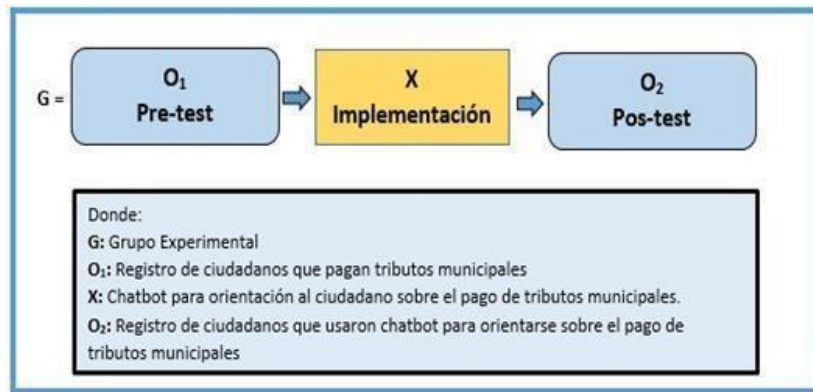 G =
O₁
Pre-test
X
Implementación
O₂
Pos-test
Donde:
G: Grupo Experimental
O₁: Registro de ciudadanos que pagan tributos municipales
X: Chatbot para orientación al ciudadano sobre el pago de tributos municipales.
O₂: Registro de ciudadanos que usaron chatbot para orientarse sobre el pago de
tributos municipales